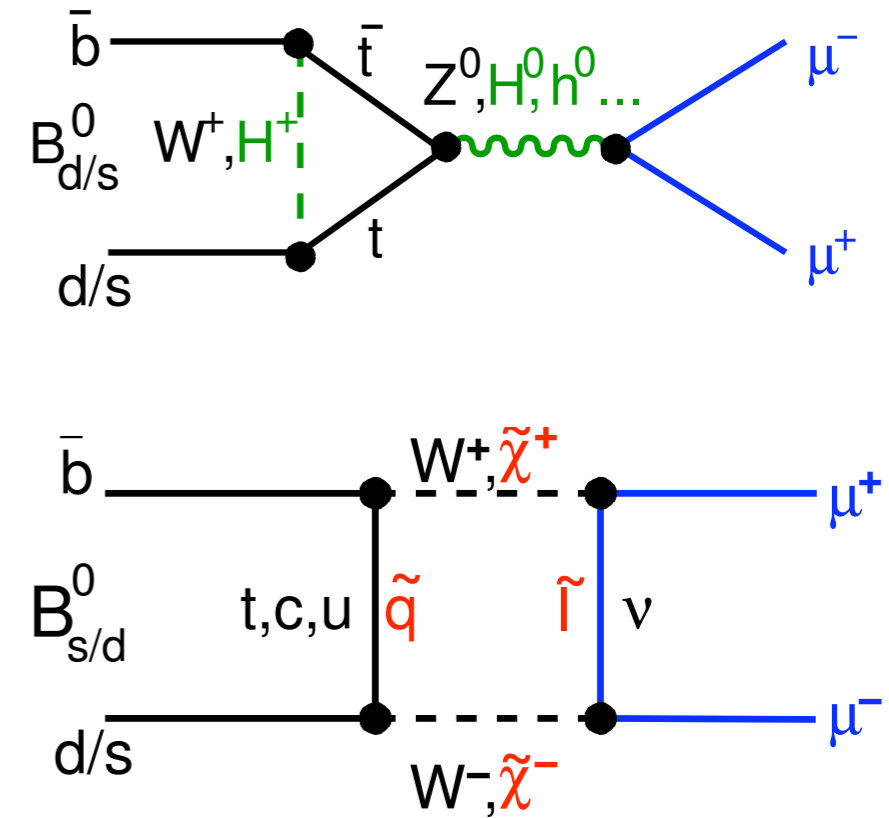 b̄
t̄
Z⁰,H⁰,h⁰...
μ⁻
B⁰d/s
W⁺,H⁺
t
d/s
μ⁺
b̄
W⁺,χ̃⁺
μ⁺
B⁰s/d
t,c,u
q̃
l̃
ν
d/s
W⁻,χ̃⁻
μ⁻